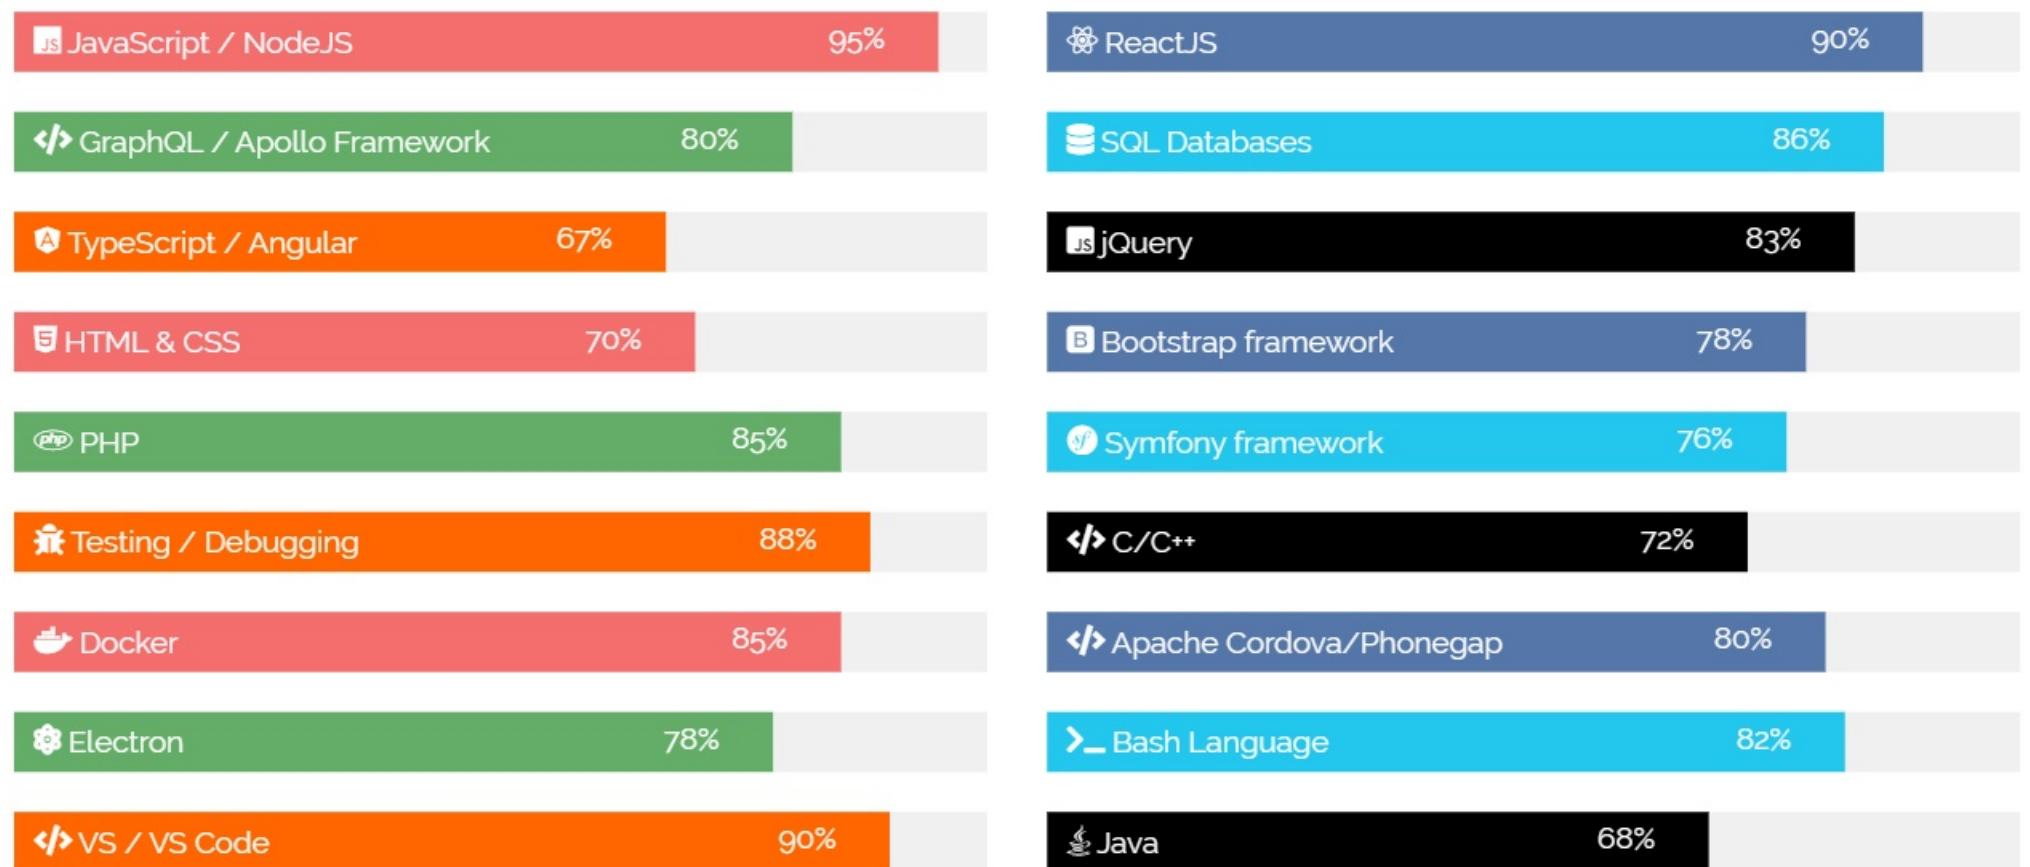 JS JavaScript / NodeJS 95%
ReactJS 90%
</> GraphQL / Apollo Framework 80%
SQL Databases 86%
A TypeScript / Angular 67%
JS jQuery 83%
5 HTML & CSS 70%
B Bootstrap framework 78%
php PHP 85%
sf Symfony framework 76%
Testing / Debugging 88%
</> C/C++ 72%
Docker 85%
</> Apache Cordova/Phonegap 80%
Electron 78%
>_ Bash Language 82%
</> VS / VS Code 90%
Java 68%